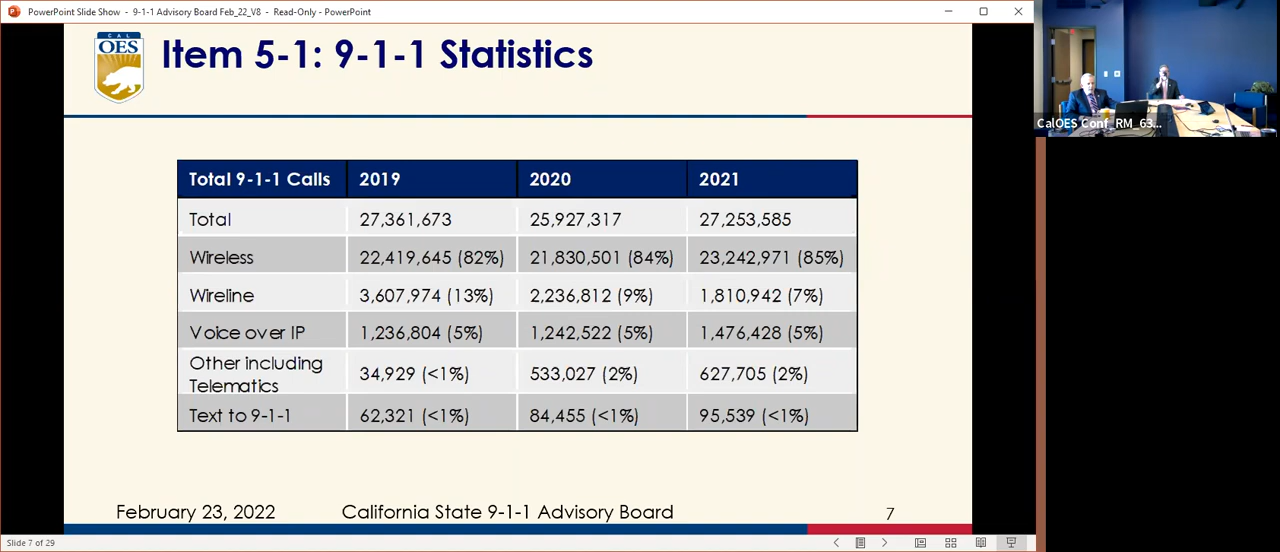 PowerPoint Slide Show - 9-1-1 Advisory Board Feb_22_V8 - Read-Only - PowerPoint
CAL
OES
Item 5-1: 9-1-1 Statistics
CalOES Conf_RM_63...
Total 9-1-1 Calls 2019 2020 2021
Total 27,361,673 25,927,317 27,253,585
Wireless 22,419,645 (82%) 21,830,501 (84%) 23,242,971 (85%)
Wireline 3,607,974 (13%) 2,236,812 (9%) 1,810,942 (7%)
Voice over IP 1,236,804 (5%) 1,242,522 (5%) 1,476,428 (5%)
Other including
Telematics 34,929 (<1%) 533,027 (2%) 627,705 (2%)
Text to 9-1-1 62,321 (<1%) 84,455 (<1%) 95,539 (<1%)
February 23, 2022 California State 9-1-1 Advisory Board 7
Slide 7 of 29